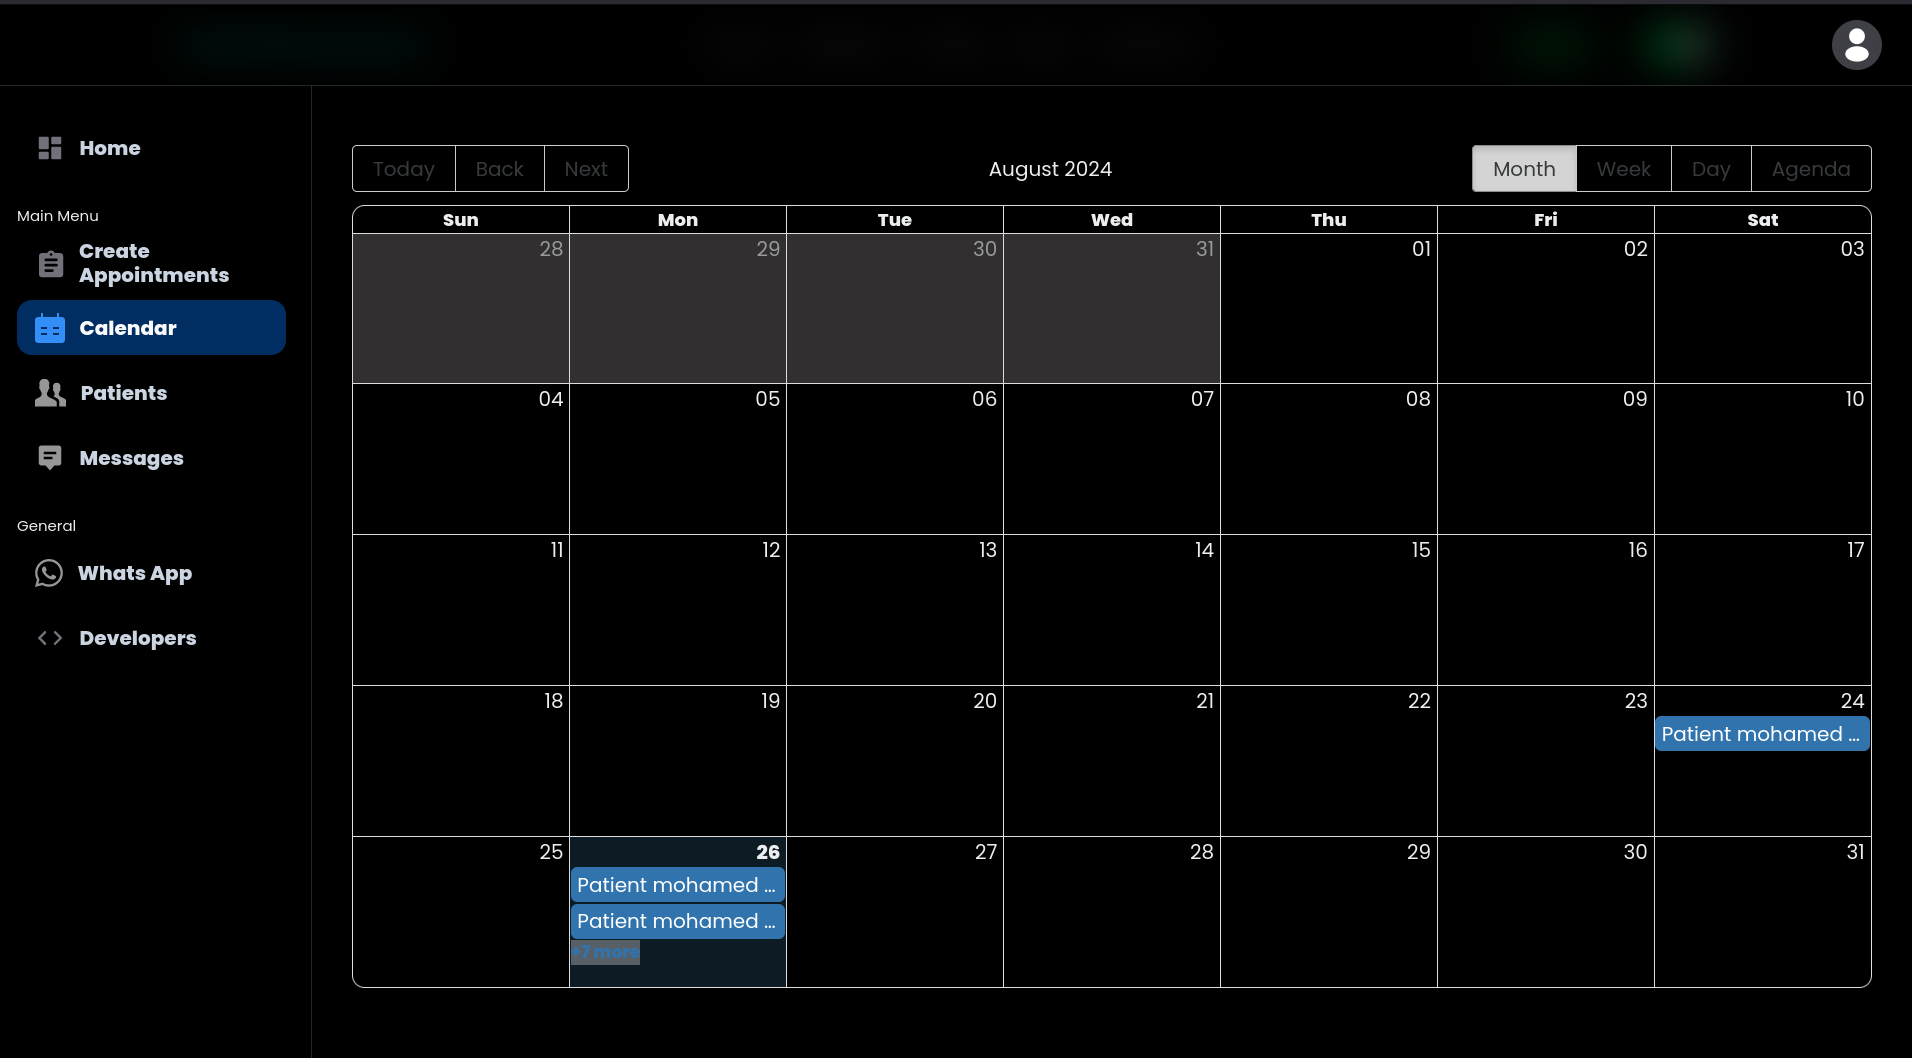 Home
Main Menu
Create
Appointments
Calendar
Patients
Messages
General
Whats App
Developers
Today Back Next
August 2024
Month Week Day Agenda
Sun Mon Tue Wed Thu Fri Sat
28 29 30 31 01 02 03
04 05 06 07 08 09 10
11 12 13 14 15 16 17
18 19 20 21 22 23 24
Patient mohamed ...
25 26 27 28 29 30 31
Patient mohamed ...
Patient mohamed ...
+7 more